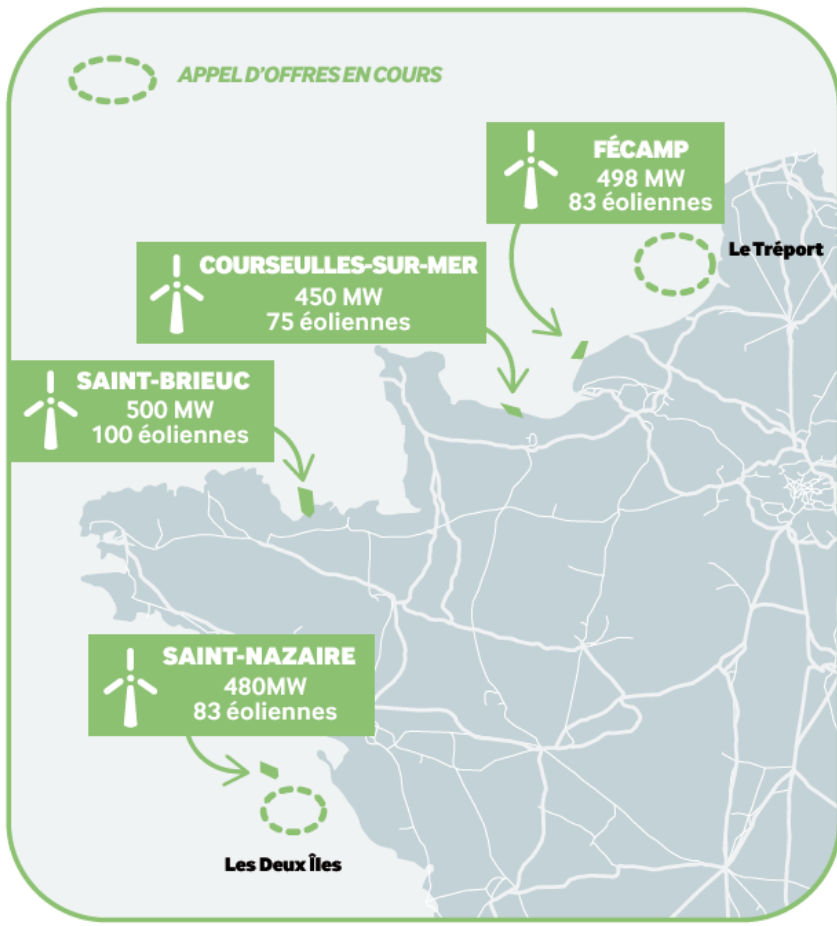 APPEL D'OFFRES EN COURS
FÉCAMP
498 MW
83 éoliennes
Le Tréport
COURSEULLES-SUR-MER
450 MW
75 éoliennes
SAINT-BRIEUC
500 MW
100 éoliennes
SAINT-NAZAIRE
480MW
83 éoliennes
Les Deux Îles